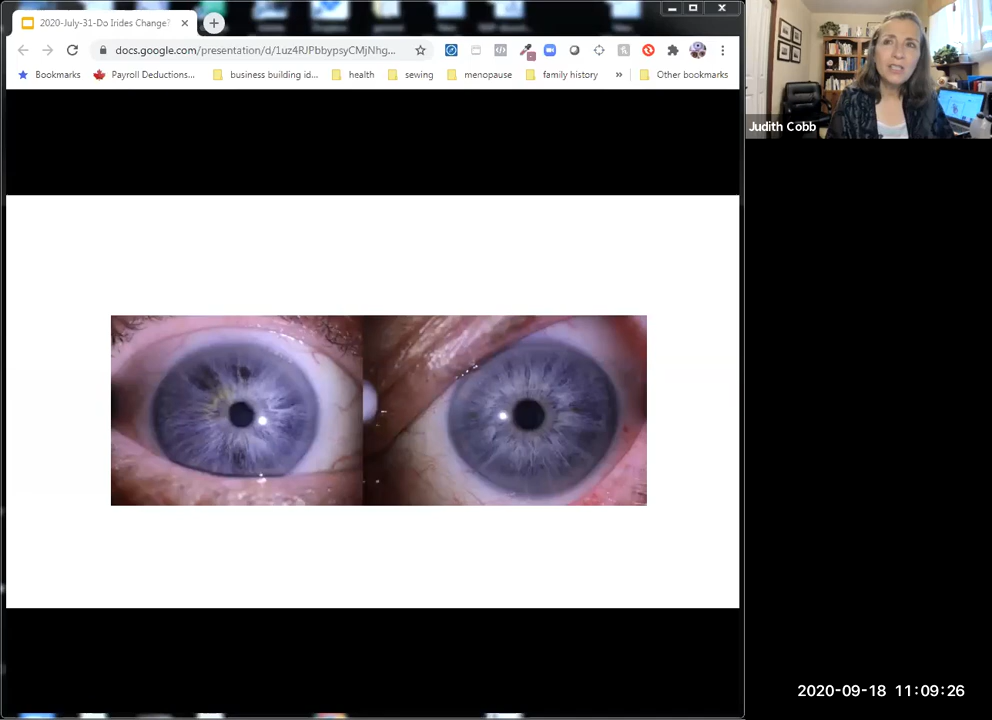 2020-July-31-Do Irides Change?
docs.google.com/presentation/d/1uz4RJPbbypsyCMjNhg...
Bookmarks
Payroll Deductions...
business building id...
health
sewing
menopause
family history
»
Other bookmarks
Judith Cobb
2020-09-18 11:09:26